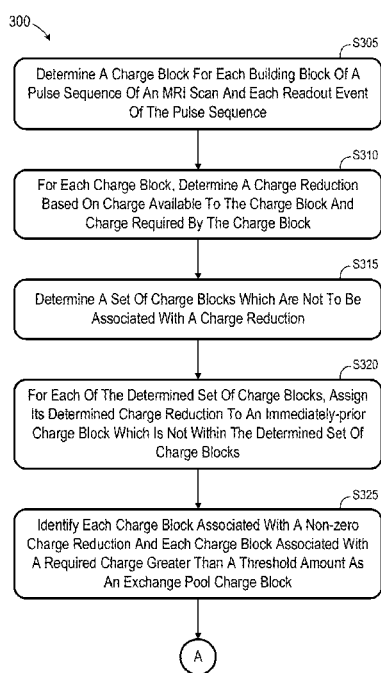 300
S305
Determine A Charge Block For Each Building Block Of A
Pulse Sequence Of An MRI Scan And Each Readout Event
Of The Pulse Sequence
S310
For Each Charge Block, Determine A Charge Reduction
Based On Charge Available To The Charge Block And
Charge Required By The Charge Block
S315
Determine A Set Of Charge Blocks Which Are Not To Be
Associated With A Charge Reduction
S320
For Each Of The Determined Set Of Charge Blocks, Assign
Its Determined Charge Reduction To An Immediately-prior
Charge Block Which Is Not Within The Determined Set Of
Charge Blocks
S325
Identify Each Charge Block Associated With A Non-zero
Charge Reduction And Each Charge Block Associated With
A Required Charge Greater Than A Threshold Amount As
An Exchange Pool Charge Block
A